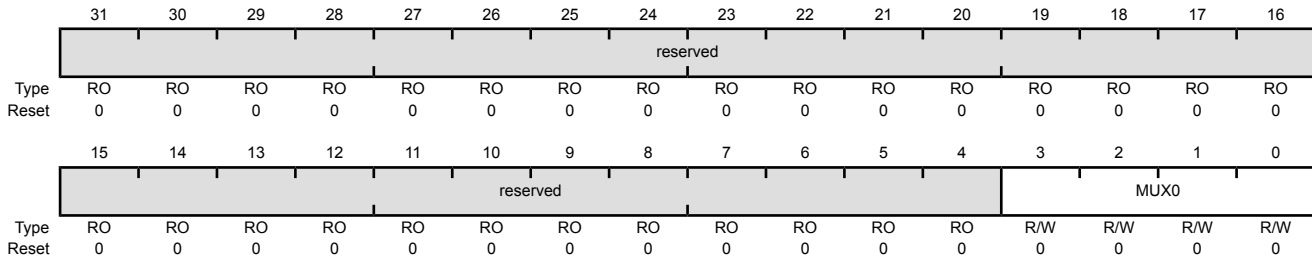 31 30 29 28 27 26 25 24 23 22 21 20 19 18 17 16
reserved
Type RO RO RO RO RO RO RO RO RO RO RO RO RO RO RO RO
Reset 0 0 0 0 0 0 0 0 0 0 0 0 0 0 0 0
15 14 13 12 11 10 9 8 7 6 5 4 3 2 1 0
reserved MUX0
Type RO RO RO RO RO RO RO RO RO RO RO RO R/W R/W R/W R/W
Reset 0 0 0 0 0 0 0 0 0 0 0 0 0 0 0 0